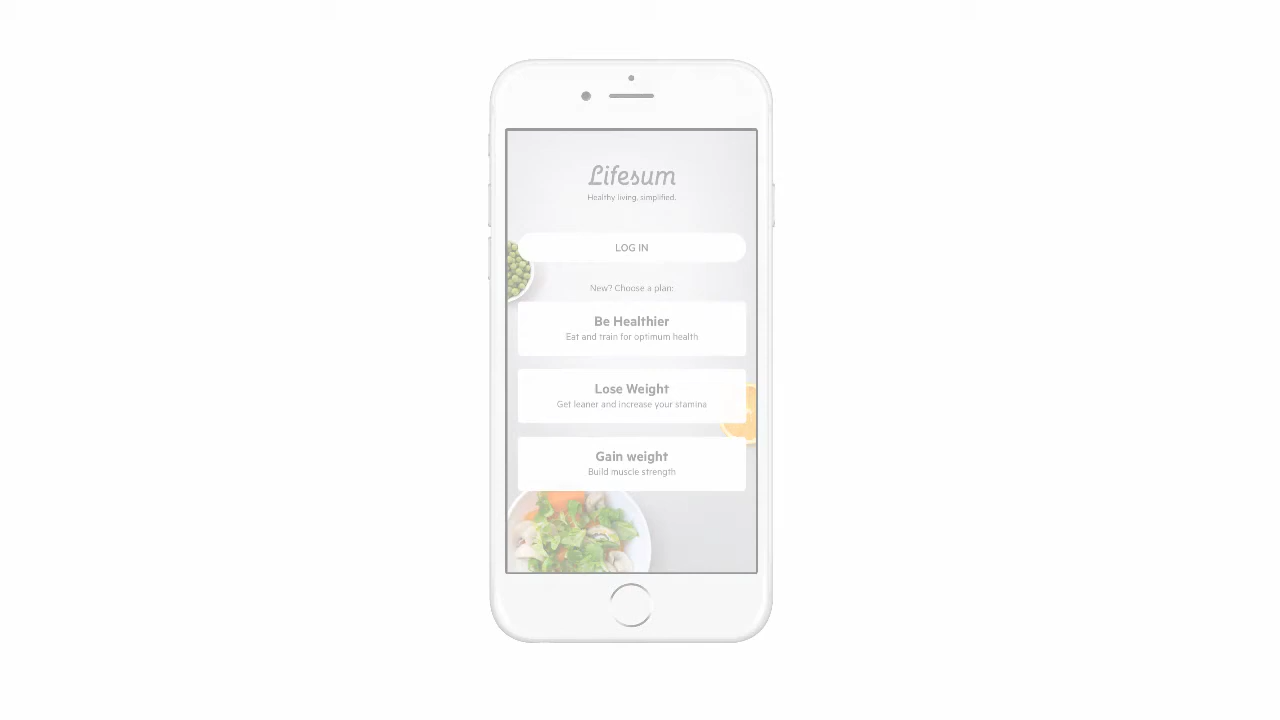 Lifesum
Healthy living, simplified.
LOG IN
New? Choose a plan:
Be Healthier
Eat and train for optimum health
Lose Weight
Get leaner and increase your stamina
Gain weight
Build muscle strength